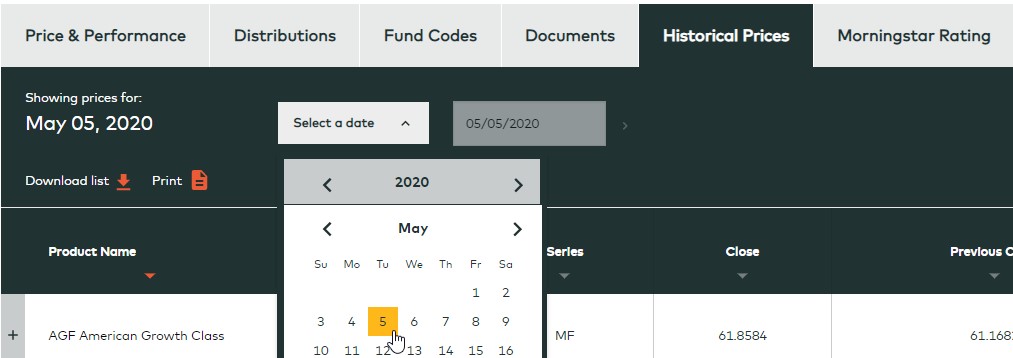 Price & Performance Distributions Fund Codes Documents Historical Prices Morningstar Rating
Showing prices for:
May 05, 2020
Select a date
05/05/2020
Download list Print
2020
May
Su Mo Tu We Th Fr Sa
1 2
3 4 5 6 7 8 9
10 11 12 13 14 15 16
Product Name Series Close Previous C
+ AGF American Growth Class MF 61.8584 61.168